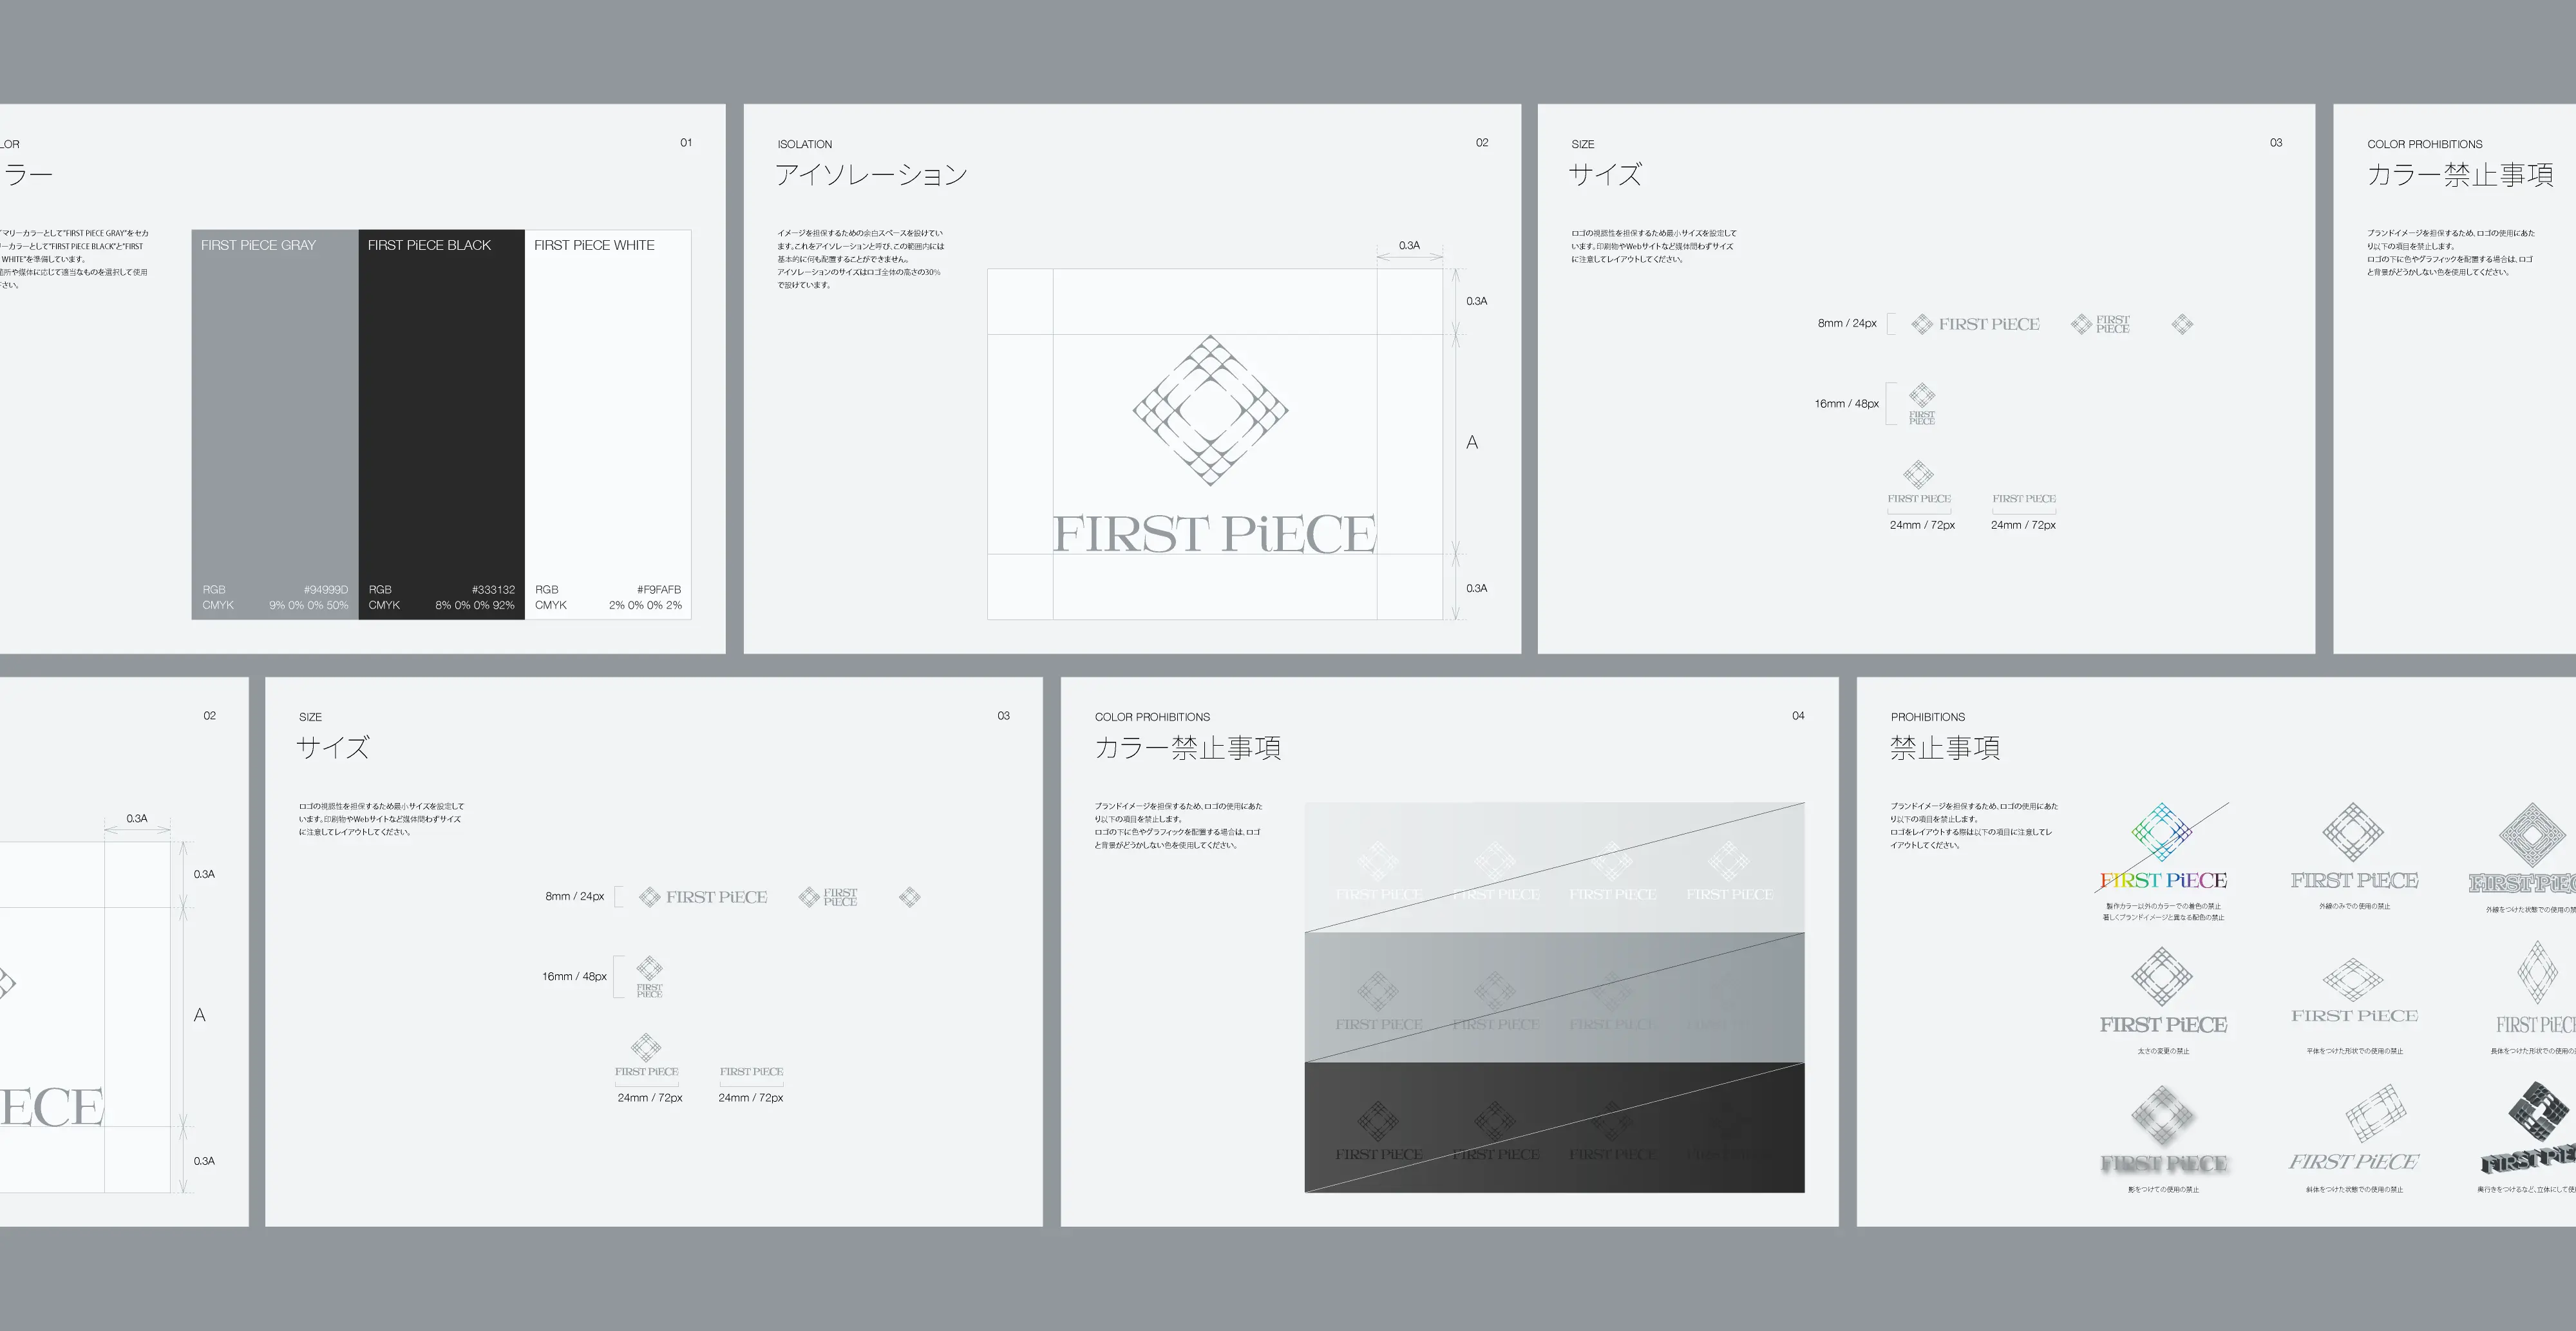 LOR
01
ラー
マリーカラーとして"FIRST PiECE GRAY"をセカ
ーカラーとして"FIRST PiECE BLACK"と"FIRST
WHITE"を準備しています。
箇所や媒体に応じて適当なものを選択して使用
さい。
FIRST PiECE GRAY
RGB #94999D
CMYK 9% 0% 0% 50%
FIRST PiECE BLACK
RGB #333132
CMYK 8% 0% 0% 92%
FIRST PiECE WHITE
RGB #F9FAFB
CMYK 2% 0% 0% 2%
ISOLATION
02
アイソレーション
イメージを担保するための余白スペースを設けてい
ます。これをアイソレーションと呼び、この範囲内には
基本的に何も配置することができません。
アイソレーションのサイズはロゴ全体の高さの30%
で設けています。
0.3A
0.3A
A
0.3A
FIRST PiECE
SIZE
03
サイズ
ロゴの視認性を担保するため最小サイズを設定して
います。印刷物やWebサイトなど媒体問わずサイズ
に注意してレイアウトしてください。
8mm / 24px
FIRST PiECE
FIRST
PiECE
16mm / 48px
FIRST
PiECE
FIRST PiECE
24mm / 72px
FIRST PiECE
24mm / 72px
COLOR PROHIBITIONS
カラー禁止事項
ブランドイメージを担保するため、ロゴの使用にあた
り以下の項目を禁止します。
ロゴの下に色やグラフィックを配置する場合は、ロゴ
と背景がどうかしない色を使用してください。
02
0.3A
0.3A
A
0.3A
ECE
SIZE
03
サイズ
ロゴの視認性を担保するため最小サイズを設定して
います。印刷物やWebサイトなど媒体問わずサイズ
に注意してレイアウトしてください。
8mm / 24px
FIRST PiECE
FIRST
PiECE
16mm / 48px
FIRST
PiECE
FIRST PiECE
24mm / 72px
FIRST PiECE
24mm / 72px
COLOR PROHIBITIONS
04
カラー禁止事項
ブランドイメージを担保するため、ロゴの使用にあた
り以下の項目を禁止します。
ロゴの下に色やグラフィックを配置する場合は、ロゴ
と背景がどうかしない色を使用してください。
FIRST PiECE FIRST PiECE FIRST PiECE FIRST PiECE
FIRST PiECE FIRST PiECE FIRST PiECE
FIRST PiECE FIRST PiECE FIRST PiECE
PROHIBITIONS
禁止事項
ブランドイメージを担保するため、ロゴの使用にあた
り以下の項目を禁止します。
ロゴをレイアウトする際は以下の項目に注意してレ
イアウトしてください。
FIRST PiECE
製作カラー以外のカラーでの着色の禁止
著しくブランドイメージと異なる配色の禁止
FIRST PiECE
外線のみでの使用の禁止
FIRST PiEC
外線をつけた状態での使用の禁
FIRST PiECE
太さの変更の禁止
FIRST PiECE
平体をつけた形状での使用の禁止
FIRST PiECE
長体をつけた形状での使用の
FIRST PiECE
影をつけての使用の禁止
FIRST PiECE
斜体をつけた状態での使用の禁止
FIRST PiE
奥行きをつけるなど、立体にして使